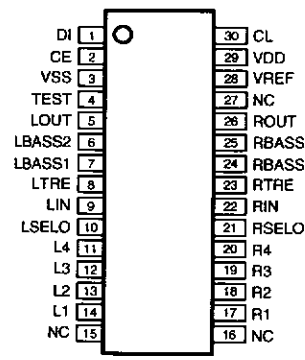 DI 1 30 CL
CE 2 29 VDD
VSS 3 28 VREF
TEST 4 27 NC
LOUT 5 26 ROUT
LBASS2 6 25 RBASS
LBASS1 7 24 RBASS
LTRE 8 23 RTRE
LIN 9 22 RIN
LSELO 10 21 RSELO
L4 11 20 R4
L3 12 19 R3
L2 13 18 R2
L1 14 17 R1
NC 15 16 NC